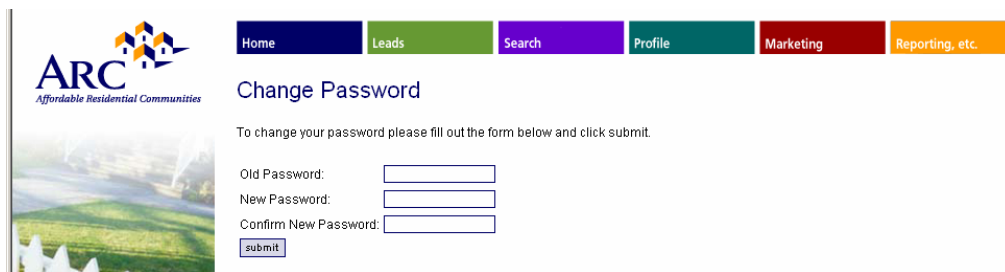 ARC
Affordable Residential Communities
Home Leads Search Profile Marketing Reporting, etc.
Change Password
To change your password please fill out the form below and click submit.
Old Password:
New Password:
Confirm New Password:
submit